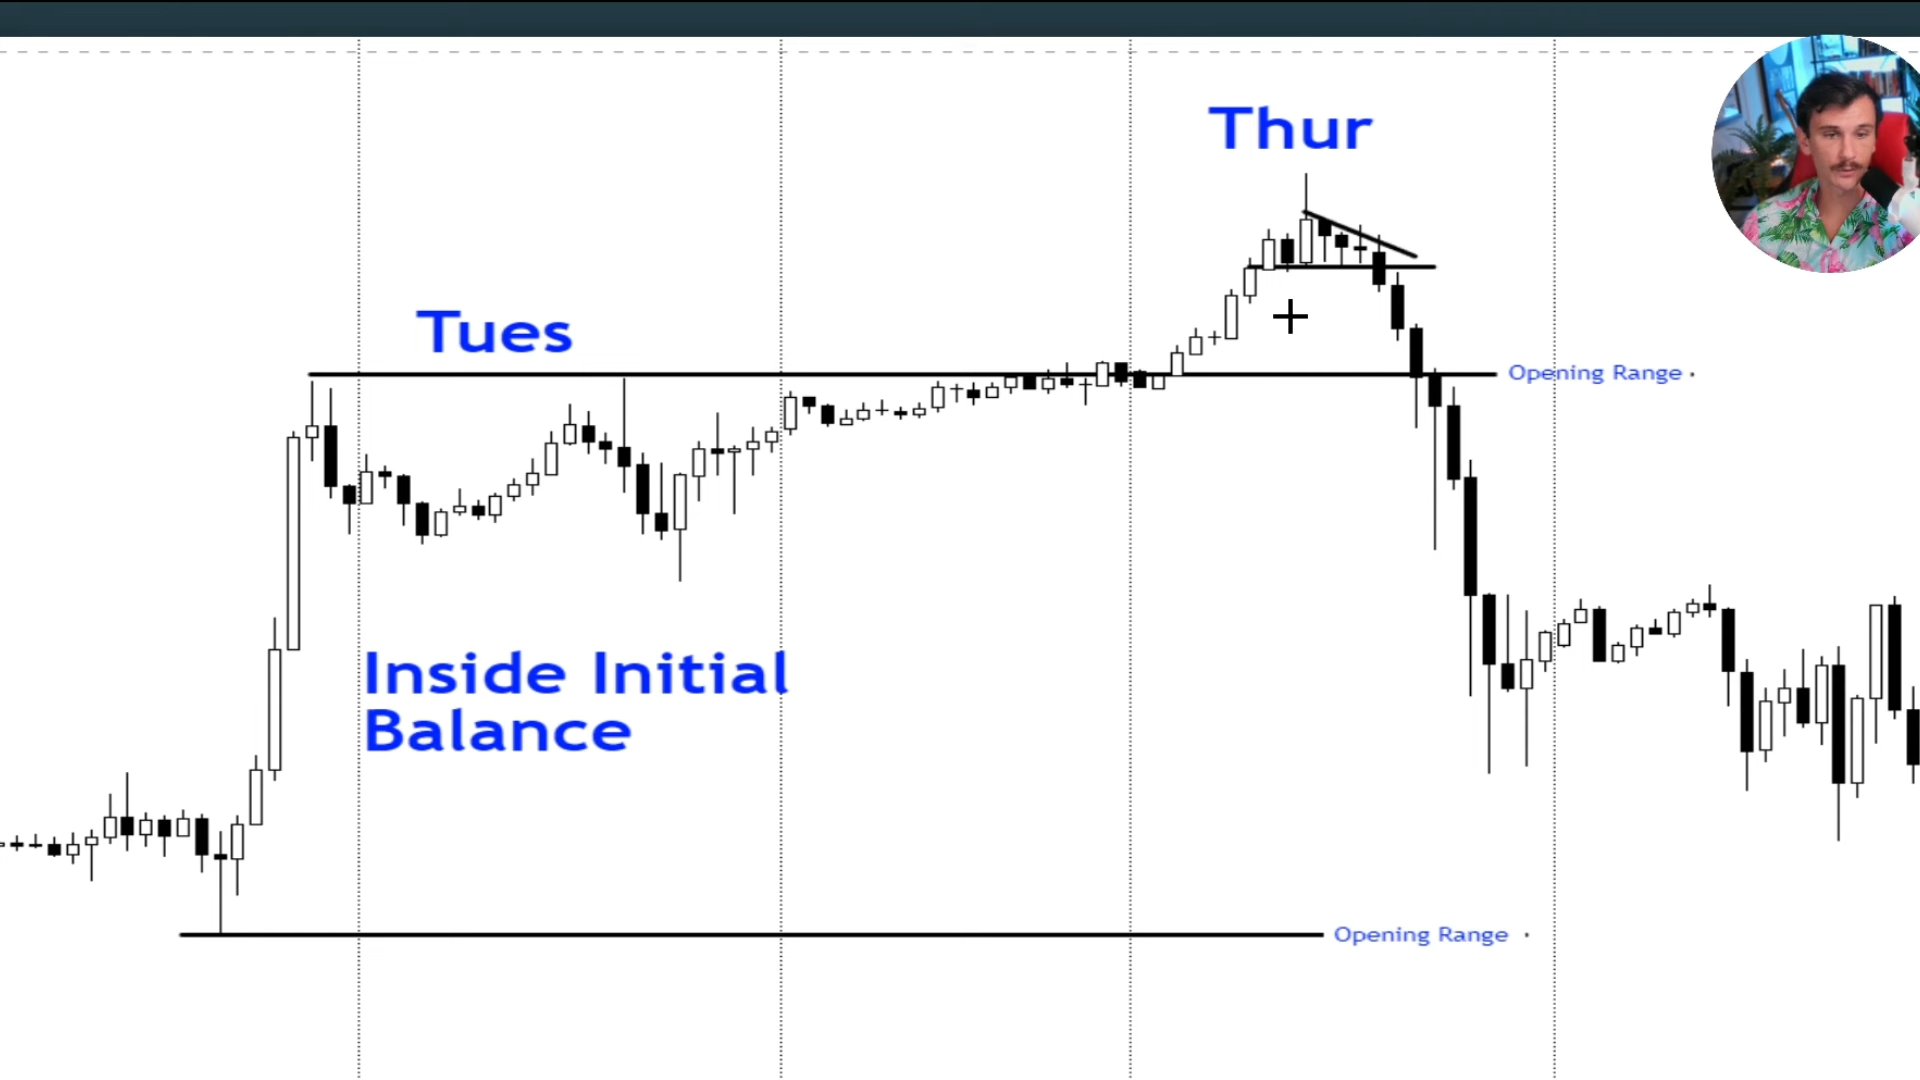 Thur
Tues
Opening Range
Inside Initial
Balance
Opening Range